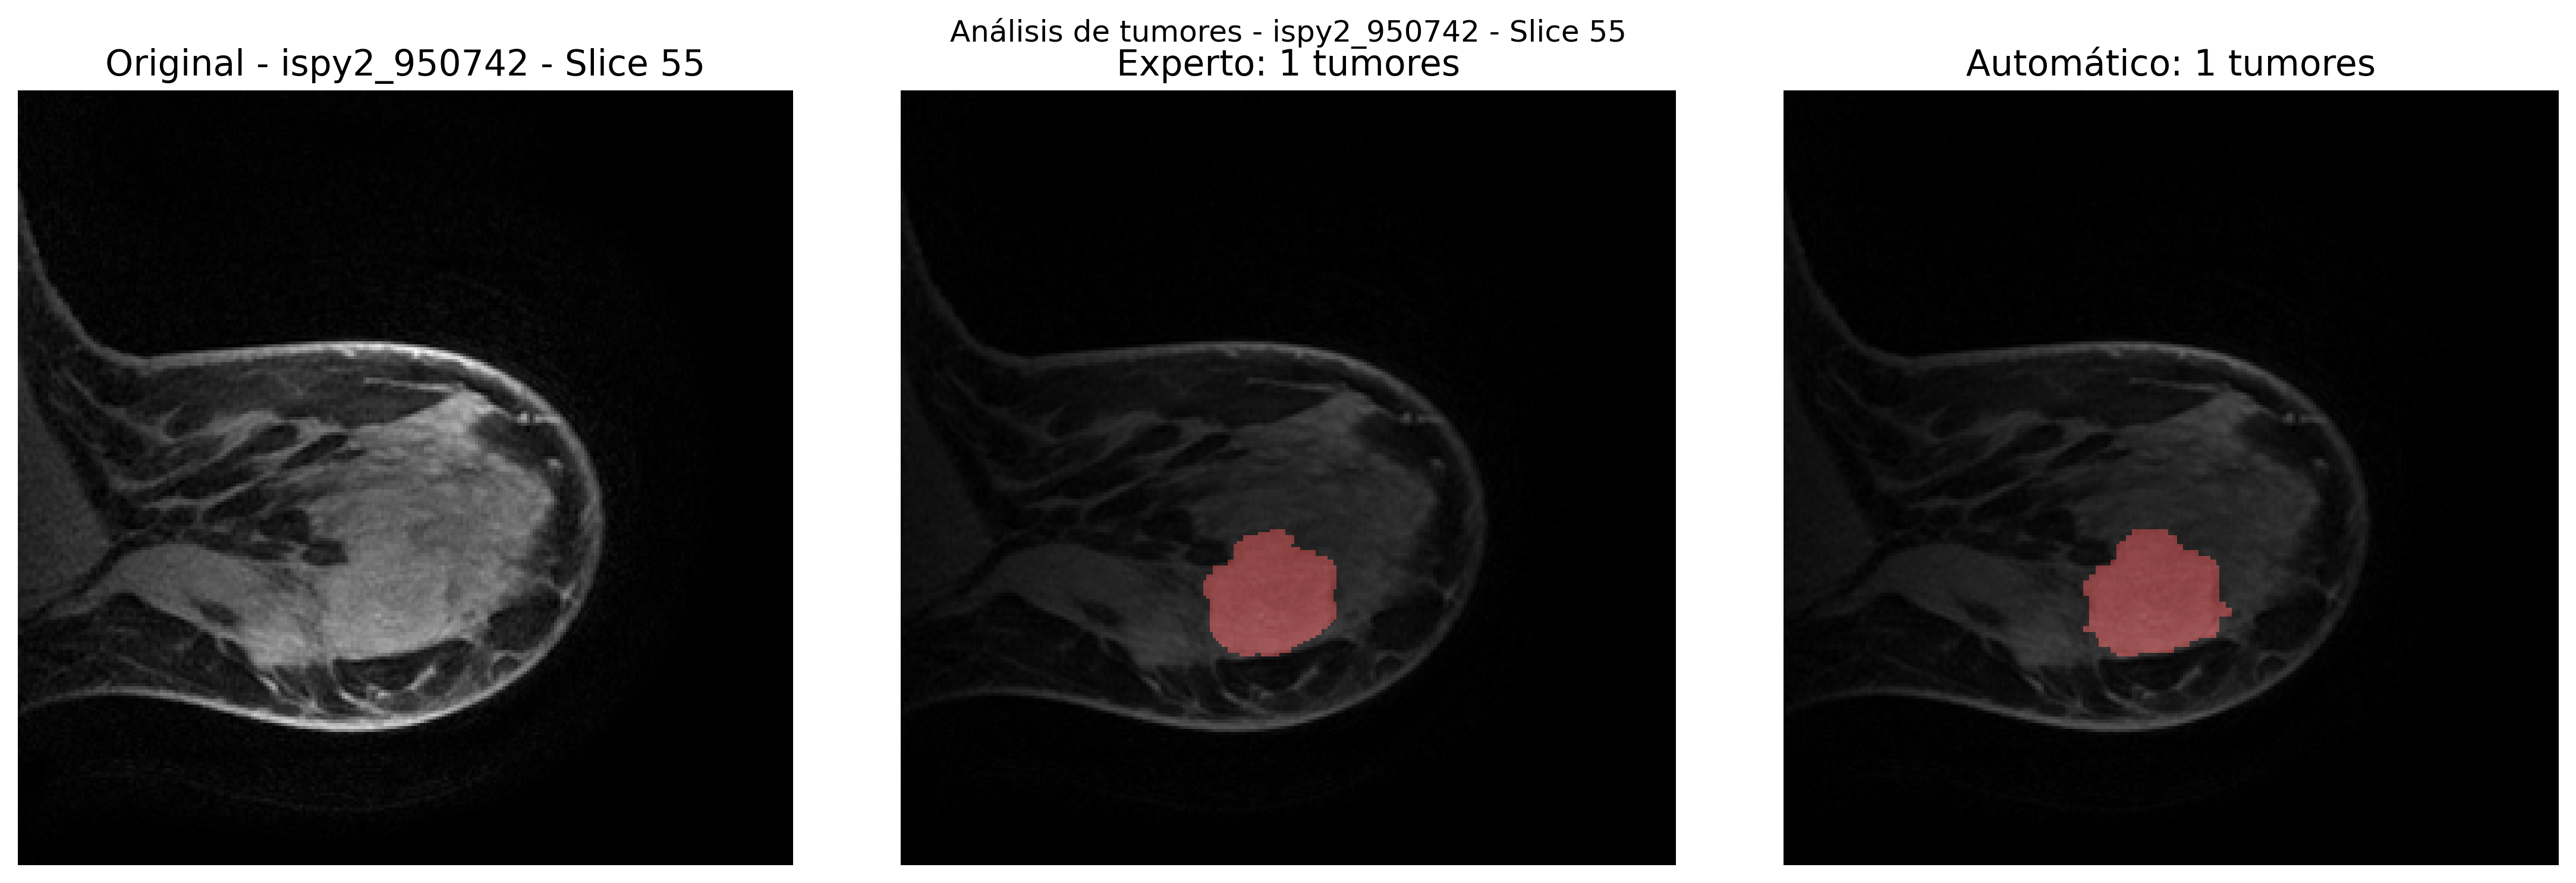 Análisis de tumores - ispy2_950742 - Slice 55
Original - ispy2_950742 - Slice 55
Experto: 1 tumores
Automático: 1 tumores